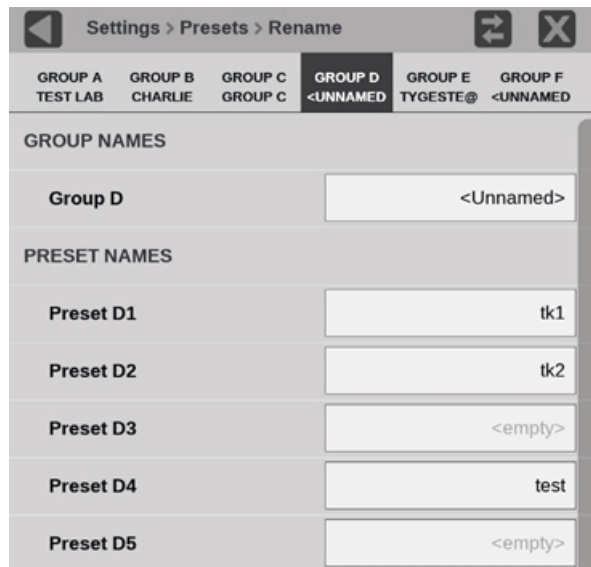 Settings > Presets > Rename
GROUP A GROUP B GROUP C GROUP D GROUP E GROUP F
TEST LAB CHARLIE GROUP C <UNNAMED TYGESTE@ <UNNAMED
GROUP NAMES
Group D <Unnamed>
PRESET NAMES
Preset D1 tk1
Preset D2 tk2
Preset D3 <empty>
Preset D4 test
Preset D5 <empty>